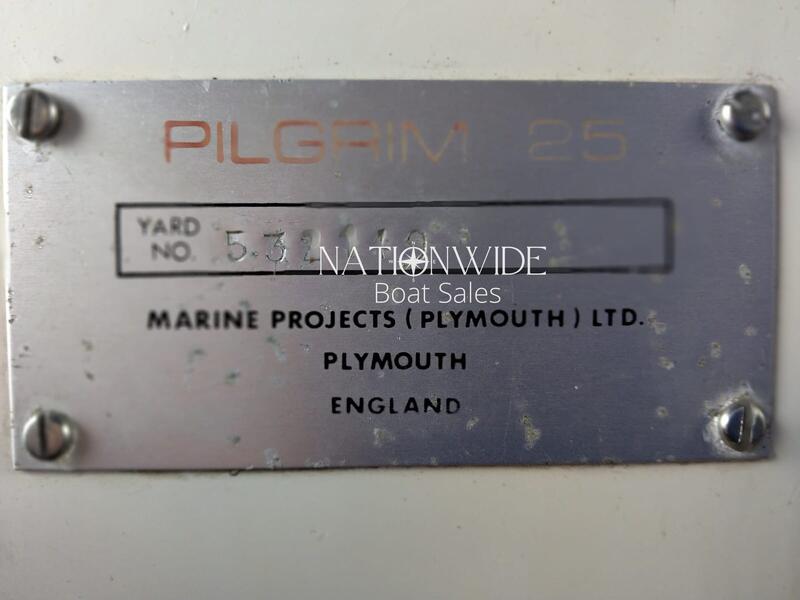 PILGRIM 25
YARD
NO.
NATIONWIDE
Boat Sales
MARINE PROJECTS (PLYMOUTH) LTD.
PLYMOUTH
ENGLAND